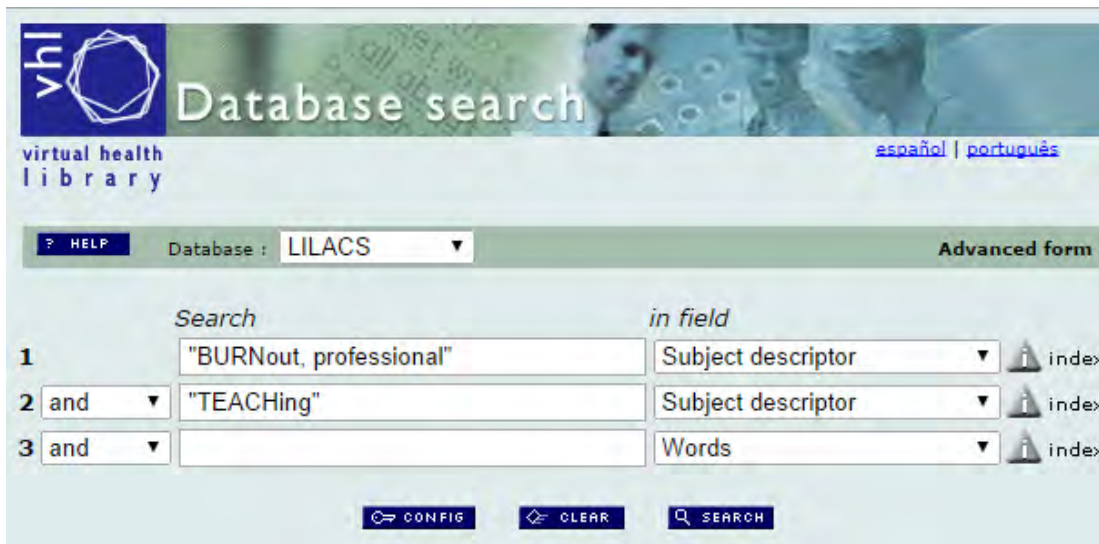 vhl
Database search
virtual health
library
español | português
? HELP Database : LILACS Advanced form
Search in field
1 "BURNout, professional" Subject descriptor index
2 and "TEACHing" Subject descriptor index
3 and Words index
CONFIG CLEAR SEARCH